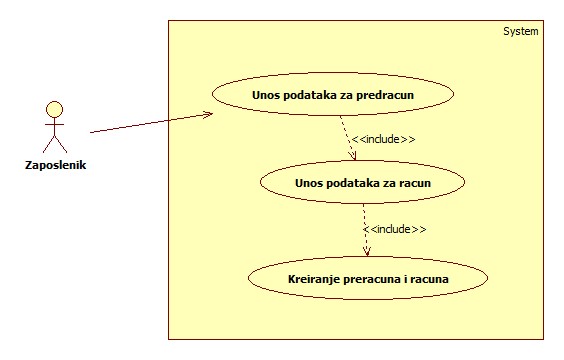 System
Unos podataka za predracun
<<include>>
Zaposlenik
Unos podataka za racun
<<include>>
Kreiranje preracuna i racuna